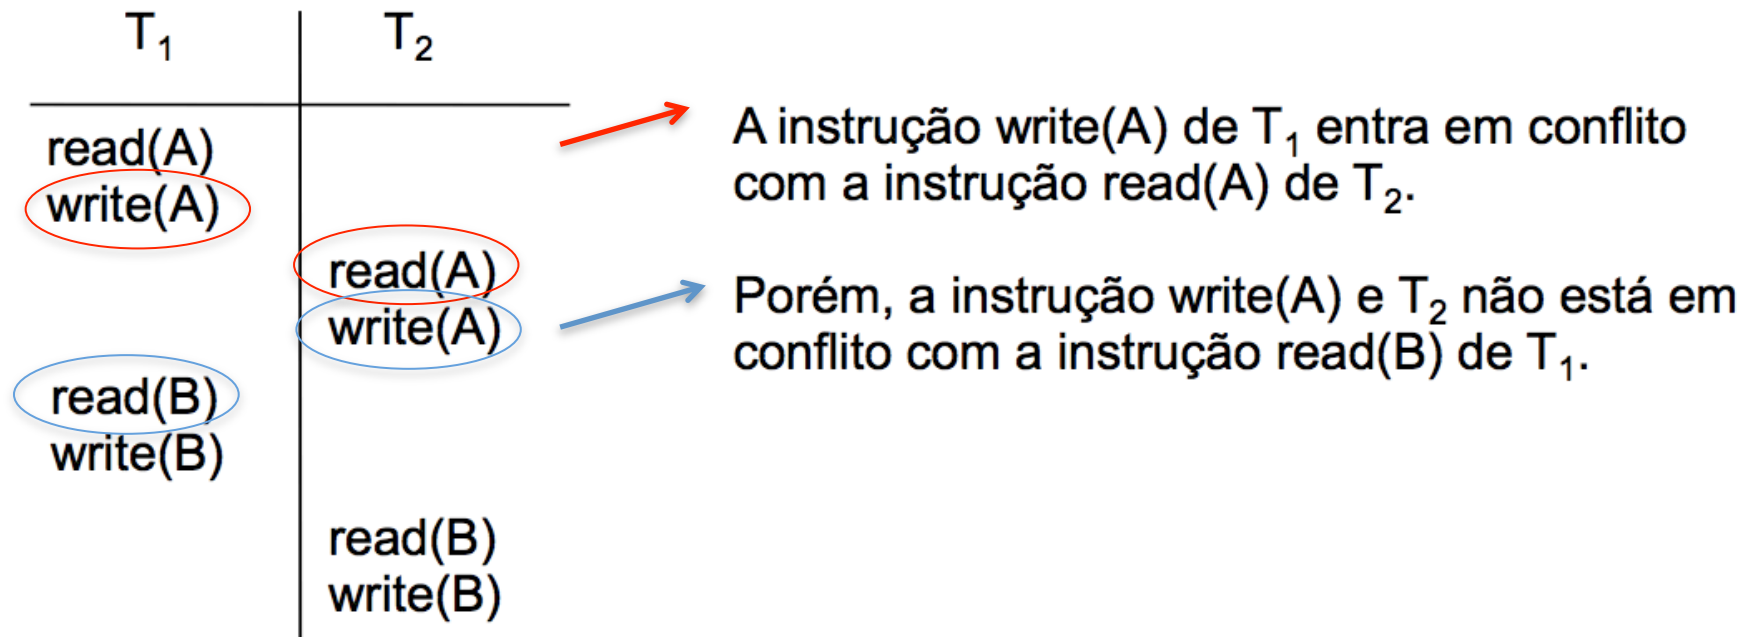 T₁ T₂
read(A)
write(A)
read(A)
write(A)
read(B)
write(B)
read(B)
write(B)
A instrução write(A) de T₁ entra em conflito
com a instrução read(A) de T₂.
Porém, a instrução write(A) e T₂ não está em
conflito com a instrução read(B) de T₁.